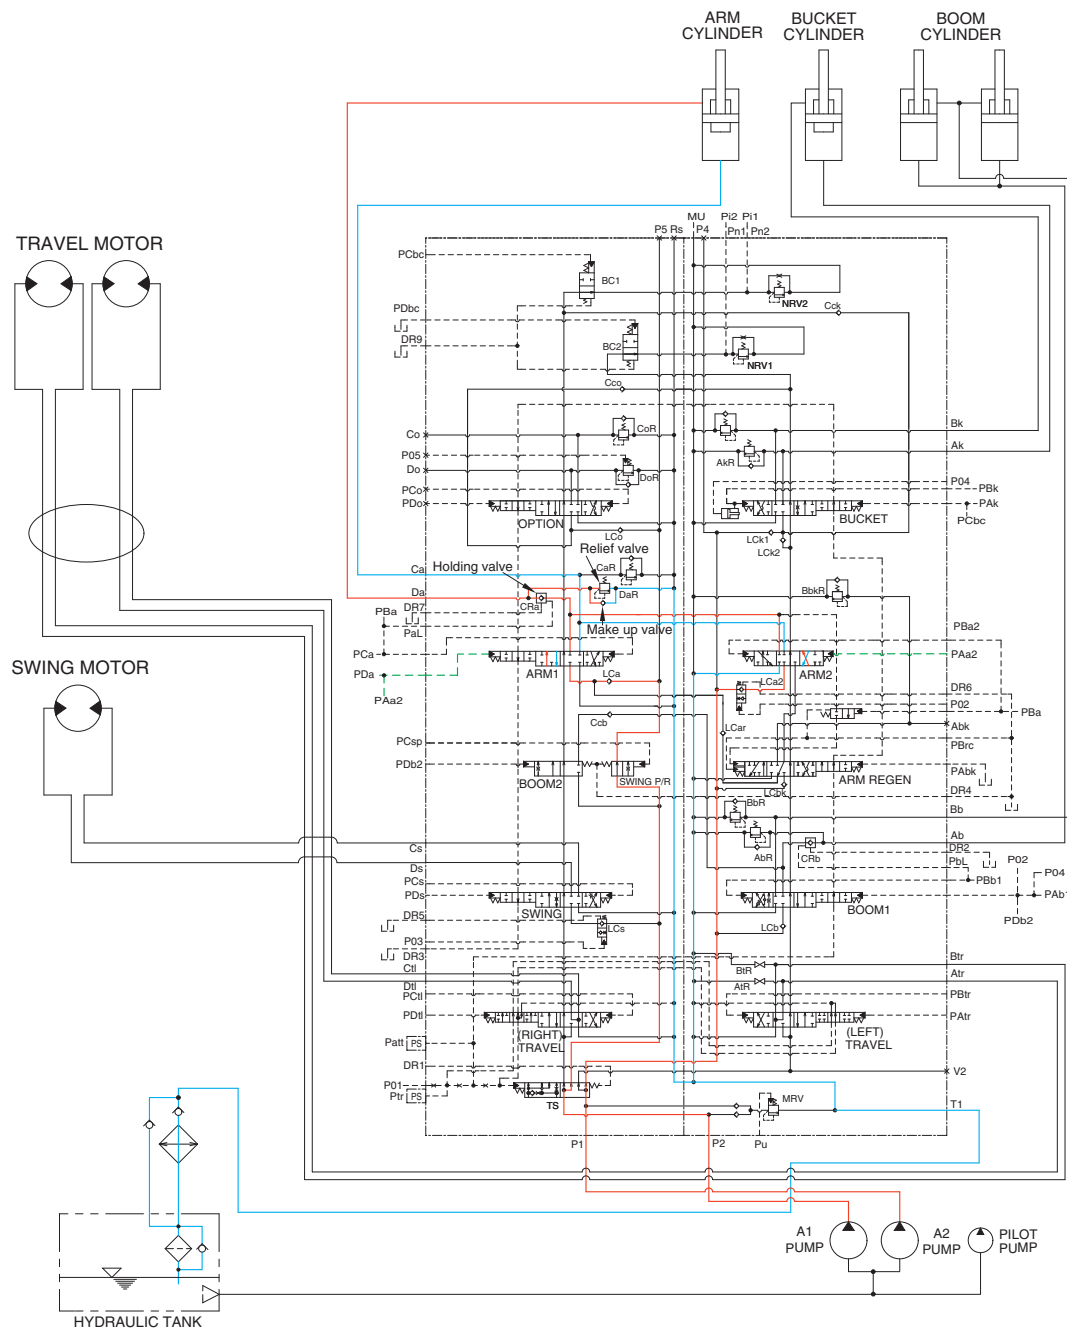 ARM
CYLINDER
BUCKET
CYLINDER
BOOM
CYLINDER
TRAVEL MOTOR
SWING MOTOR
P5 Rs
MU
P4
Pi2
Pn1
Pi1
Pn2
PCbc
BC1
NRV2
Cck
PDbc
DR9
BC2
NRV1
Cco
Co
CoR
Bk
Ak
AkR
P05
Do
DoR
P04
PCo
PDo
PBk
PAk
PCbc
OPTION
BUCKET
LCo
LCk1
LCk2
Relief valve
Holding valve
Ca
CaR
Da
DaR
CRa
BbkR
PBa
DR7
PaL
Make up valve
PBa2
PCa
PDa
PAa2
ARM1
ARM2
PAa2
LCa
LCa2
DR6
P02
PBa
Ccb
LCar
Abk
PCsp
PBrc
PDb2
PAbk
BOOM2
SWING P/R
ARM REGEN
LCbk
DR4
BbR
Bb
AbR
CRb
Ab
DR2
PbL
P02
P04
Cs
Ds
PCs
PDs
PBb1
PAb1
PDb2
SWING
BOOM1
DR5
LCs
LCb
P03
DR3
Ctl
BtR
Btr
AtR
Atr
Dtl
PCtl
PBtr
PDtl
PAtr
(RIGHT)
TRAVEL
(LEFT)
TRAVEL
Patt
PS
DR1
V2
P01
Ptr
PS
TS
MRV
T1
P1
P2
Pu
A1
PUMP
A2
PUMP
PILOT
PUMP
HYDRAULIC TANK